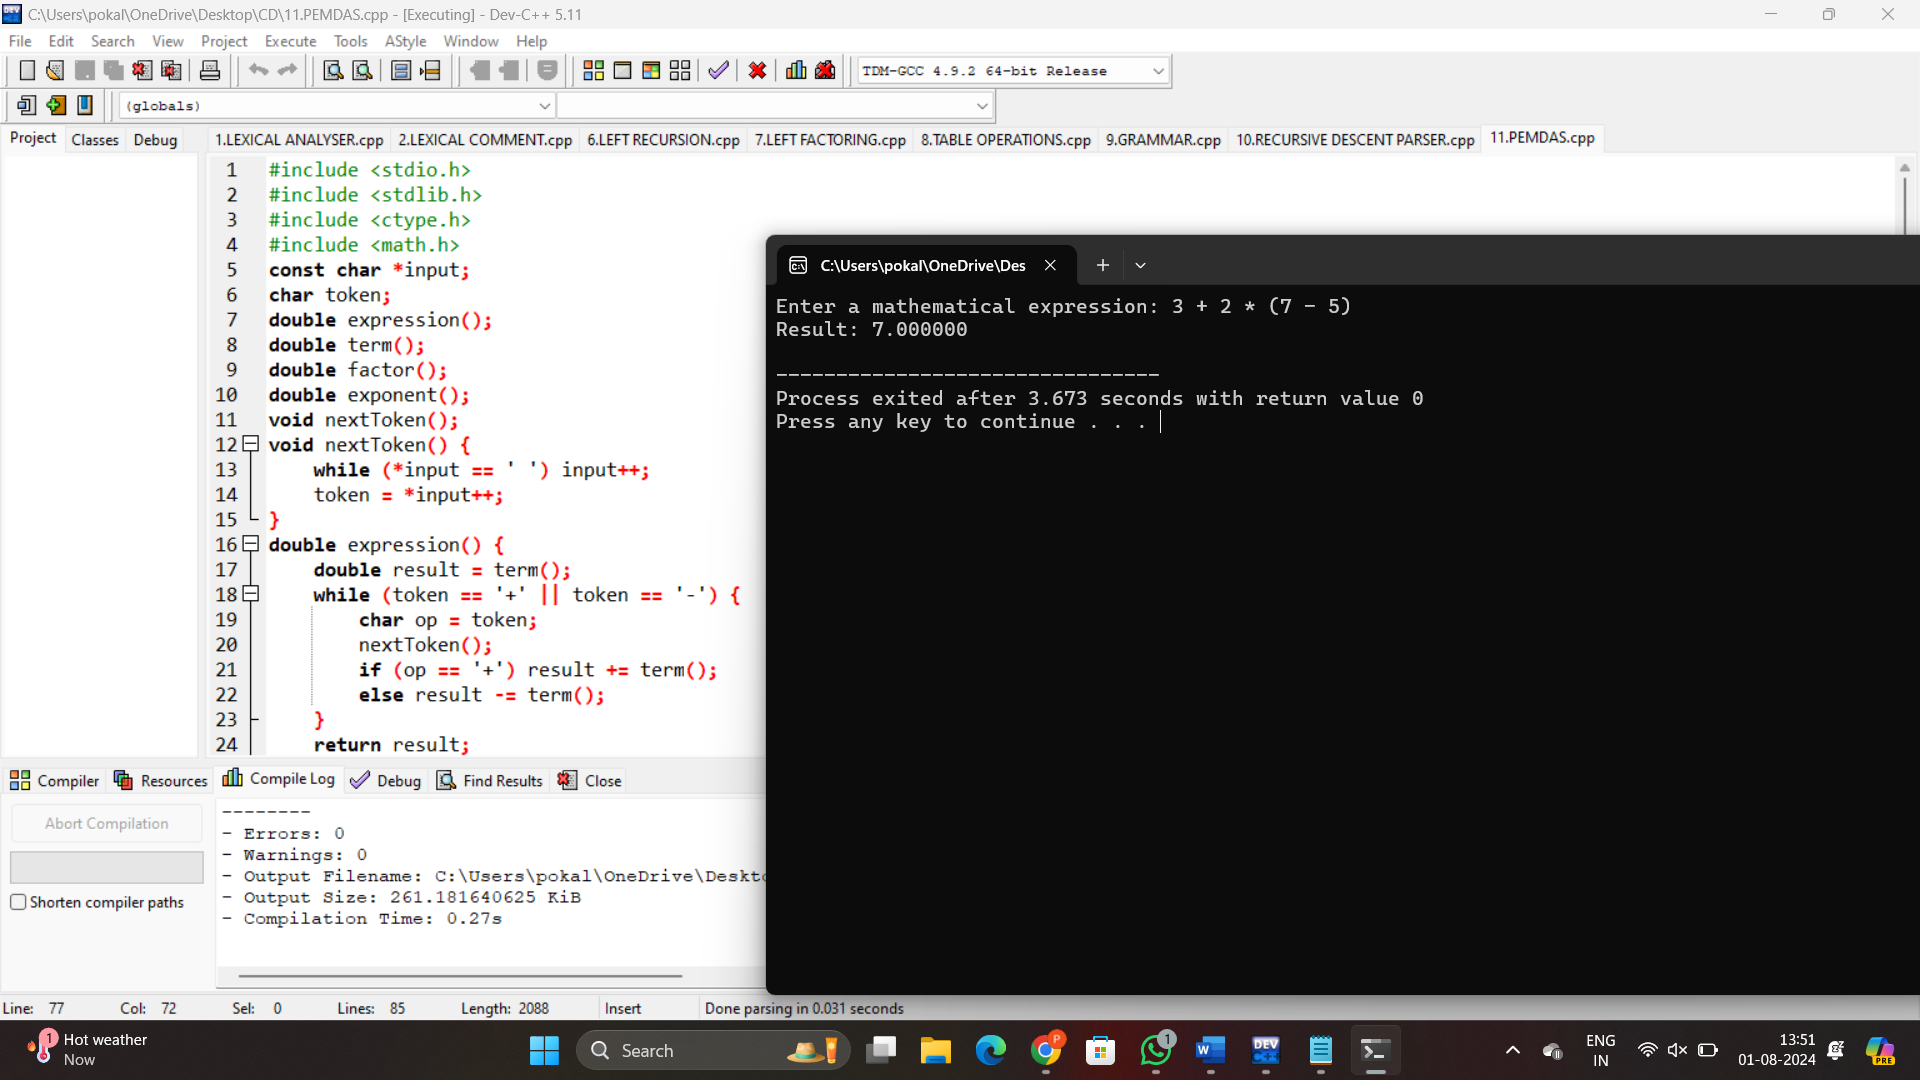 C:\Users\pokal\OneDrive\Desktop\CD\11.PEMDAS.cpp - [Executing] - Dev-C++ 5.11
File Edit Search View Project Execute Tools AStyle Window Help
TDM-GCC 4.9.2 64-bit Release
(globals)
Project Classes Debug
1.LEXICAL ANALYSER.cpp 2.LEXICAL COMMENT.cpp 6.LEFT RECURSION.cpp 7.LEFT FACTORING.cpp 8.TABLE OPERATIONS.cpp 9.GRAMMAR.cpp 10.RECURSIVE DESCENT PARSER.cpp 11.PEMDAS.cpp
1 #include <stdio.h>
2 #include <stdlib.h>
3 #include <ctype.h>
4 #include <math.h>
5 const char *input;
6 char token;
7 double expression();
8 double term();
9 double factor();
10 double exponent();
11 void nextToken();
12 void nextToken() {
13 while (*input == ' ') input++;
14 token = *input++;
15 }
16 double expression() {
17 double result = term();
18 while (token == '+' || token == '-') {
19 char op = token;
20 nextToken();
21 if (op == '+') result += term();
22 else result -= term();
23 }
24 return result;
C:\Users\pokal\OneDrive\Des
Enter a mathematical expression: 3 + 2 * (7 - 5)
Result: 7.000000
--------------------------------
Process exited after 3.673 seconds with return value 0
Press any key to continue . . .
Compiler Resources Compile Log Debug Find Results Close
Abort Compilation
Shorten compiler paths
--------
- Errors: 0
- Warnings: 0
- Output Filename: C:\Users\pokal\OneDrive\Deskto
- Output Size: 261.181640625 KiB
- Compilation Time: 0.27s
Line: 77 Col: 72 Sel: 0 Lines: 85 Length: 2088 Insert Done parsing in 0.031 seconds
1
Hot weather
Now
Search
P
1
W
DEV
C++
ENG
IN
13:51
01-08-2024
PRE